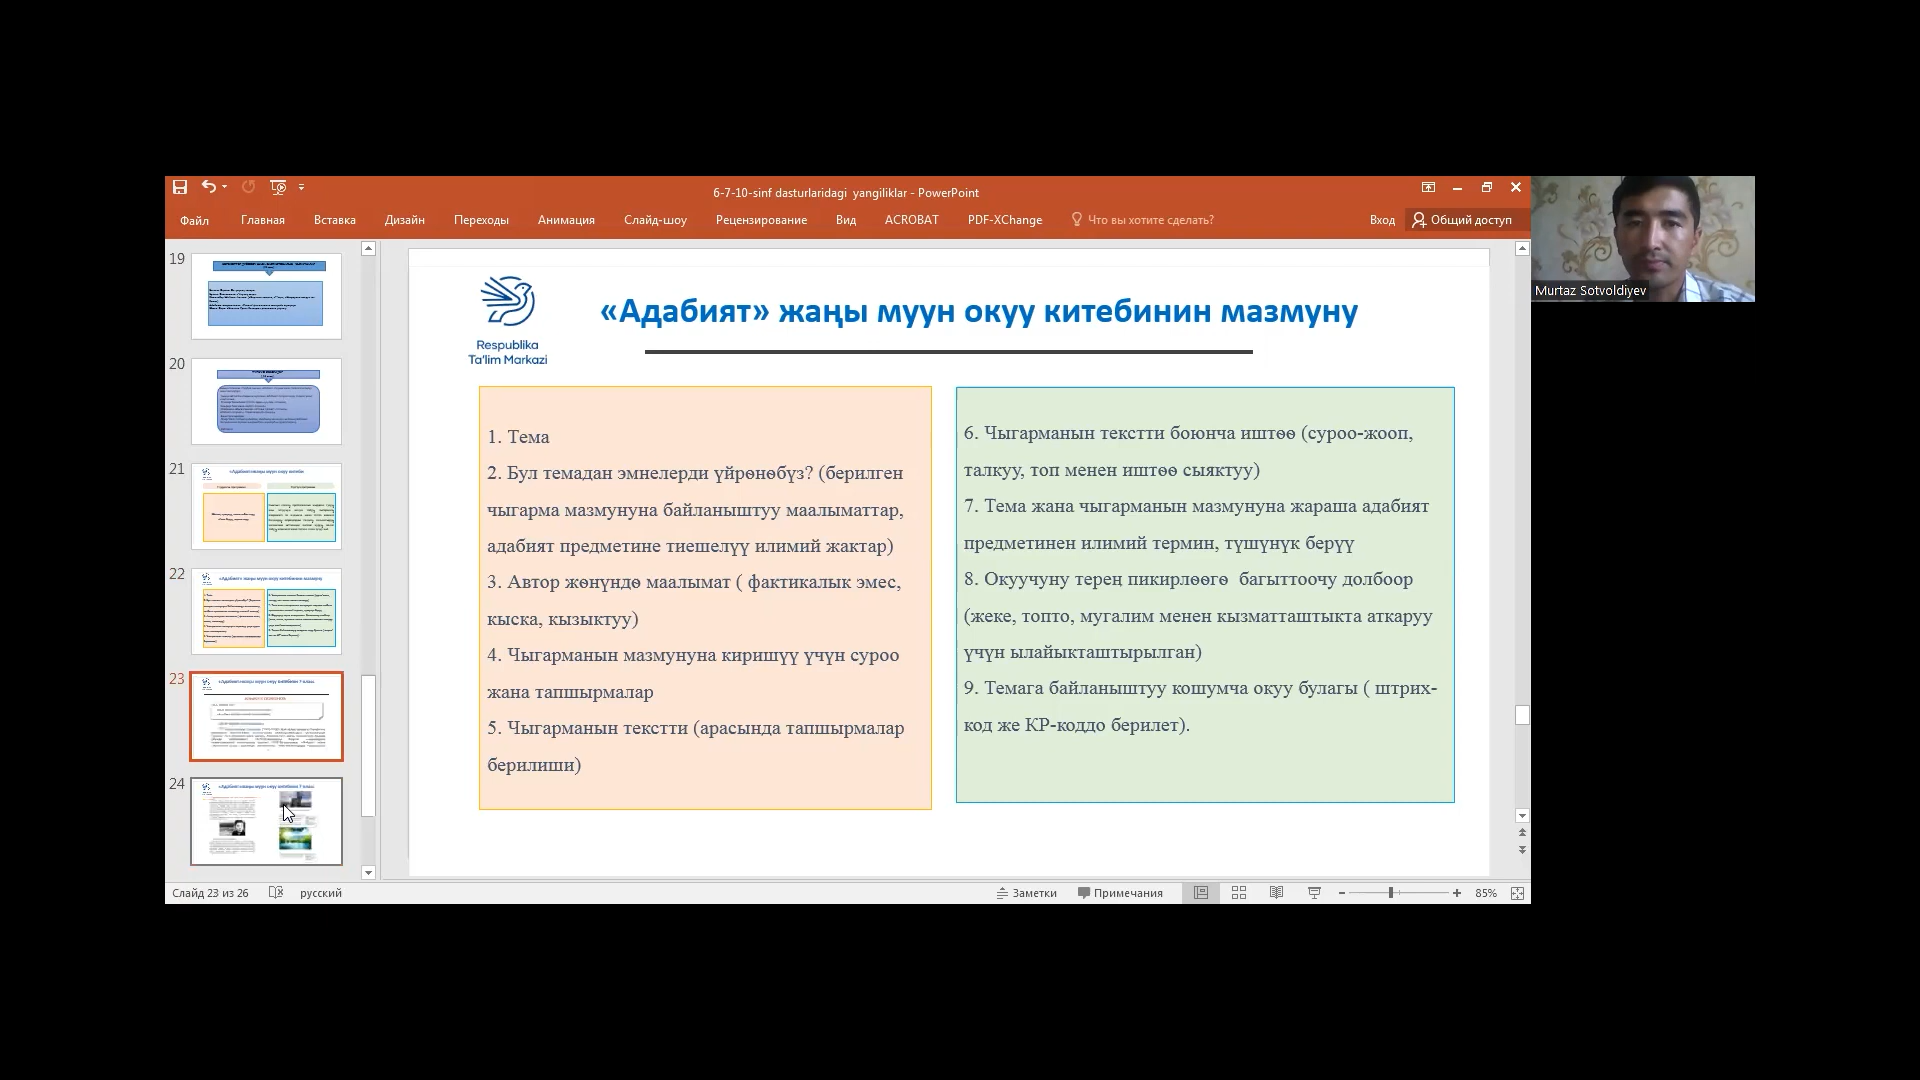 6-7-10-sinf dasturlaridagi yangiliklar - PowerPoint
Файл Главная Вставка Дизайн Переходы Анимация Слайд-шоу Рецензирование Вид ACROBAT PDF-XChange Что вы хотите сделать? Вход Общий доступ
Murtaz Sotvoldiyev
19
20
21
22
23
24
Respublika
Ta'lim Markazi
«Адабият» жаңы муун окуу китебинин мазмуну
1. Тема
2. Бул темадан эмнелерди үйрөнөбүз? (берилген
чыгарма мазмунуна байланыштуу маалыматтар,
адабият предметине тиешелүү илимий жактар)
3. Автор жөнүндө маалымат ( фактикалык эмес,
кыска, кызыктуу)
4. Чыгарманын мазмунуна киришүү үчүн суроо
жана тапшырмалар
5. Чыгарманын текстти (арасында тапшырмалар
берилиши)
6. Чыгарманын текстти боюнча иштөө (суроо-жооп,
талкуу, топ менен иштөө сыяктуу)
7. Тема жана чыгарманын мазмунуна жараша адабият
предметинен илимий термин, түшүнүк берүү
8. Окуучуну терең пикирлөөгө багыттоочу долбоор
(жеке, топто, мугалим менен кызматташтыкта аткаруу
үчүн ылайыкташтырылган)
9. Темага байланыштуу кошумча окуу булагы ( штрих-
код же КР-коддо берилет).
Слайд 23 из 26 русский Заметки Примечания 85%